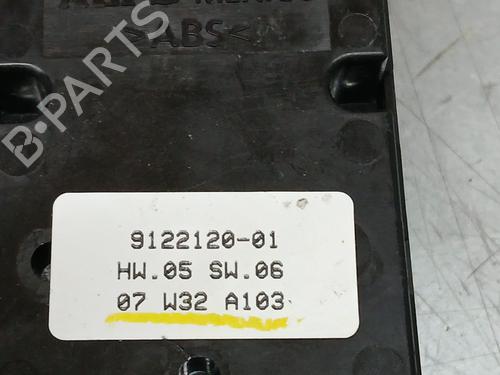 >ABS<
B-PARTS
9122120-01
HW.05 SW.06
07 W32 A103